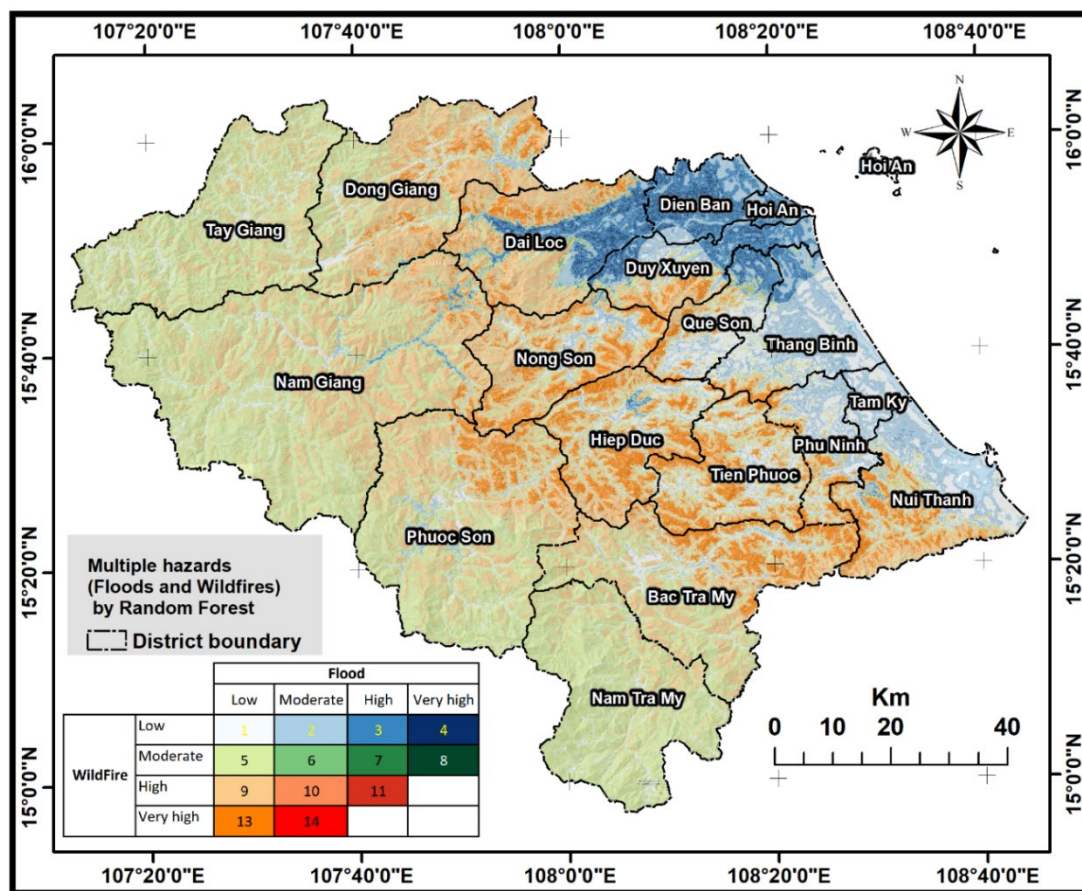 107°20'0"E 107°40'0"E 108°0'0"E 108°20'0"E 108°40'0"E
16°0'0"N 16°0'0"N
N
W E
S
Hoi An
Dong Giang
Dien Ban
Hoi An
Tay Giang
Dai Loc
Duy Xuyen
Que Son
Thang Binh
15°40'0"N 15°40'0"N
Nong Son
Nam Giang
Tam Ky
Hiep Duc
Phu Ninh
Tien Phuoc
Nui Thanh
Phuoc Son
15°20'0"N 15°20'0"N
Bac Tra My
Nam Tra My
Multiple hazards
(Floods and Wildfires)
by Random Forest
District boundary
Flood
Low Moderate High Very high
WildFire
Low 1 2 3 4
Moderate 5 6 7 8
High 9 10 11
Very high 13 14
Km
0 10 20 40
15°0'0"N 15°0'0"N
107°20'0"E 107°40'0"E 108°0'0"E 108°20'0"E 108°40'0"E